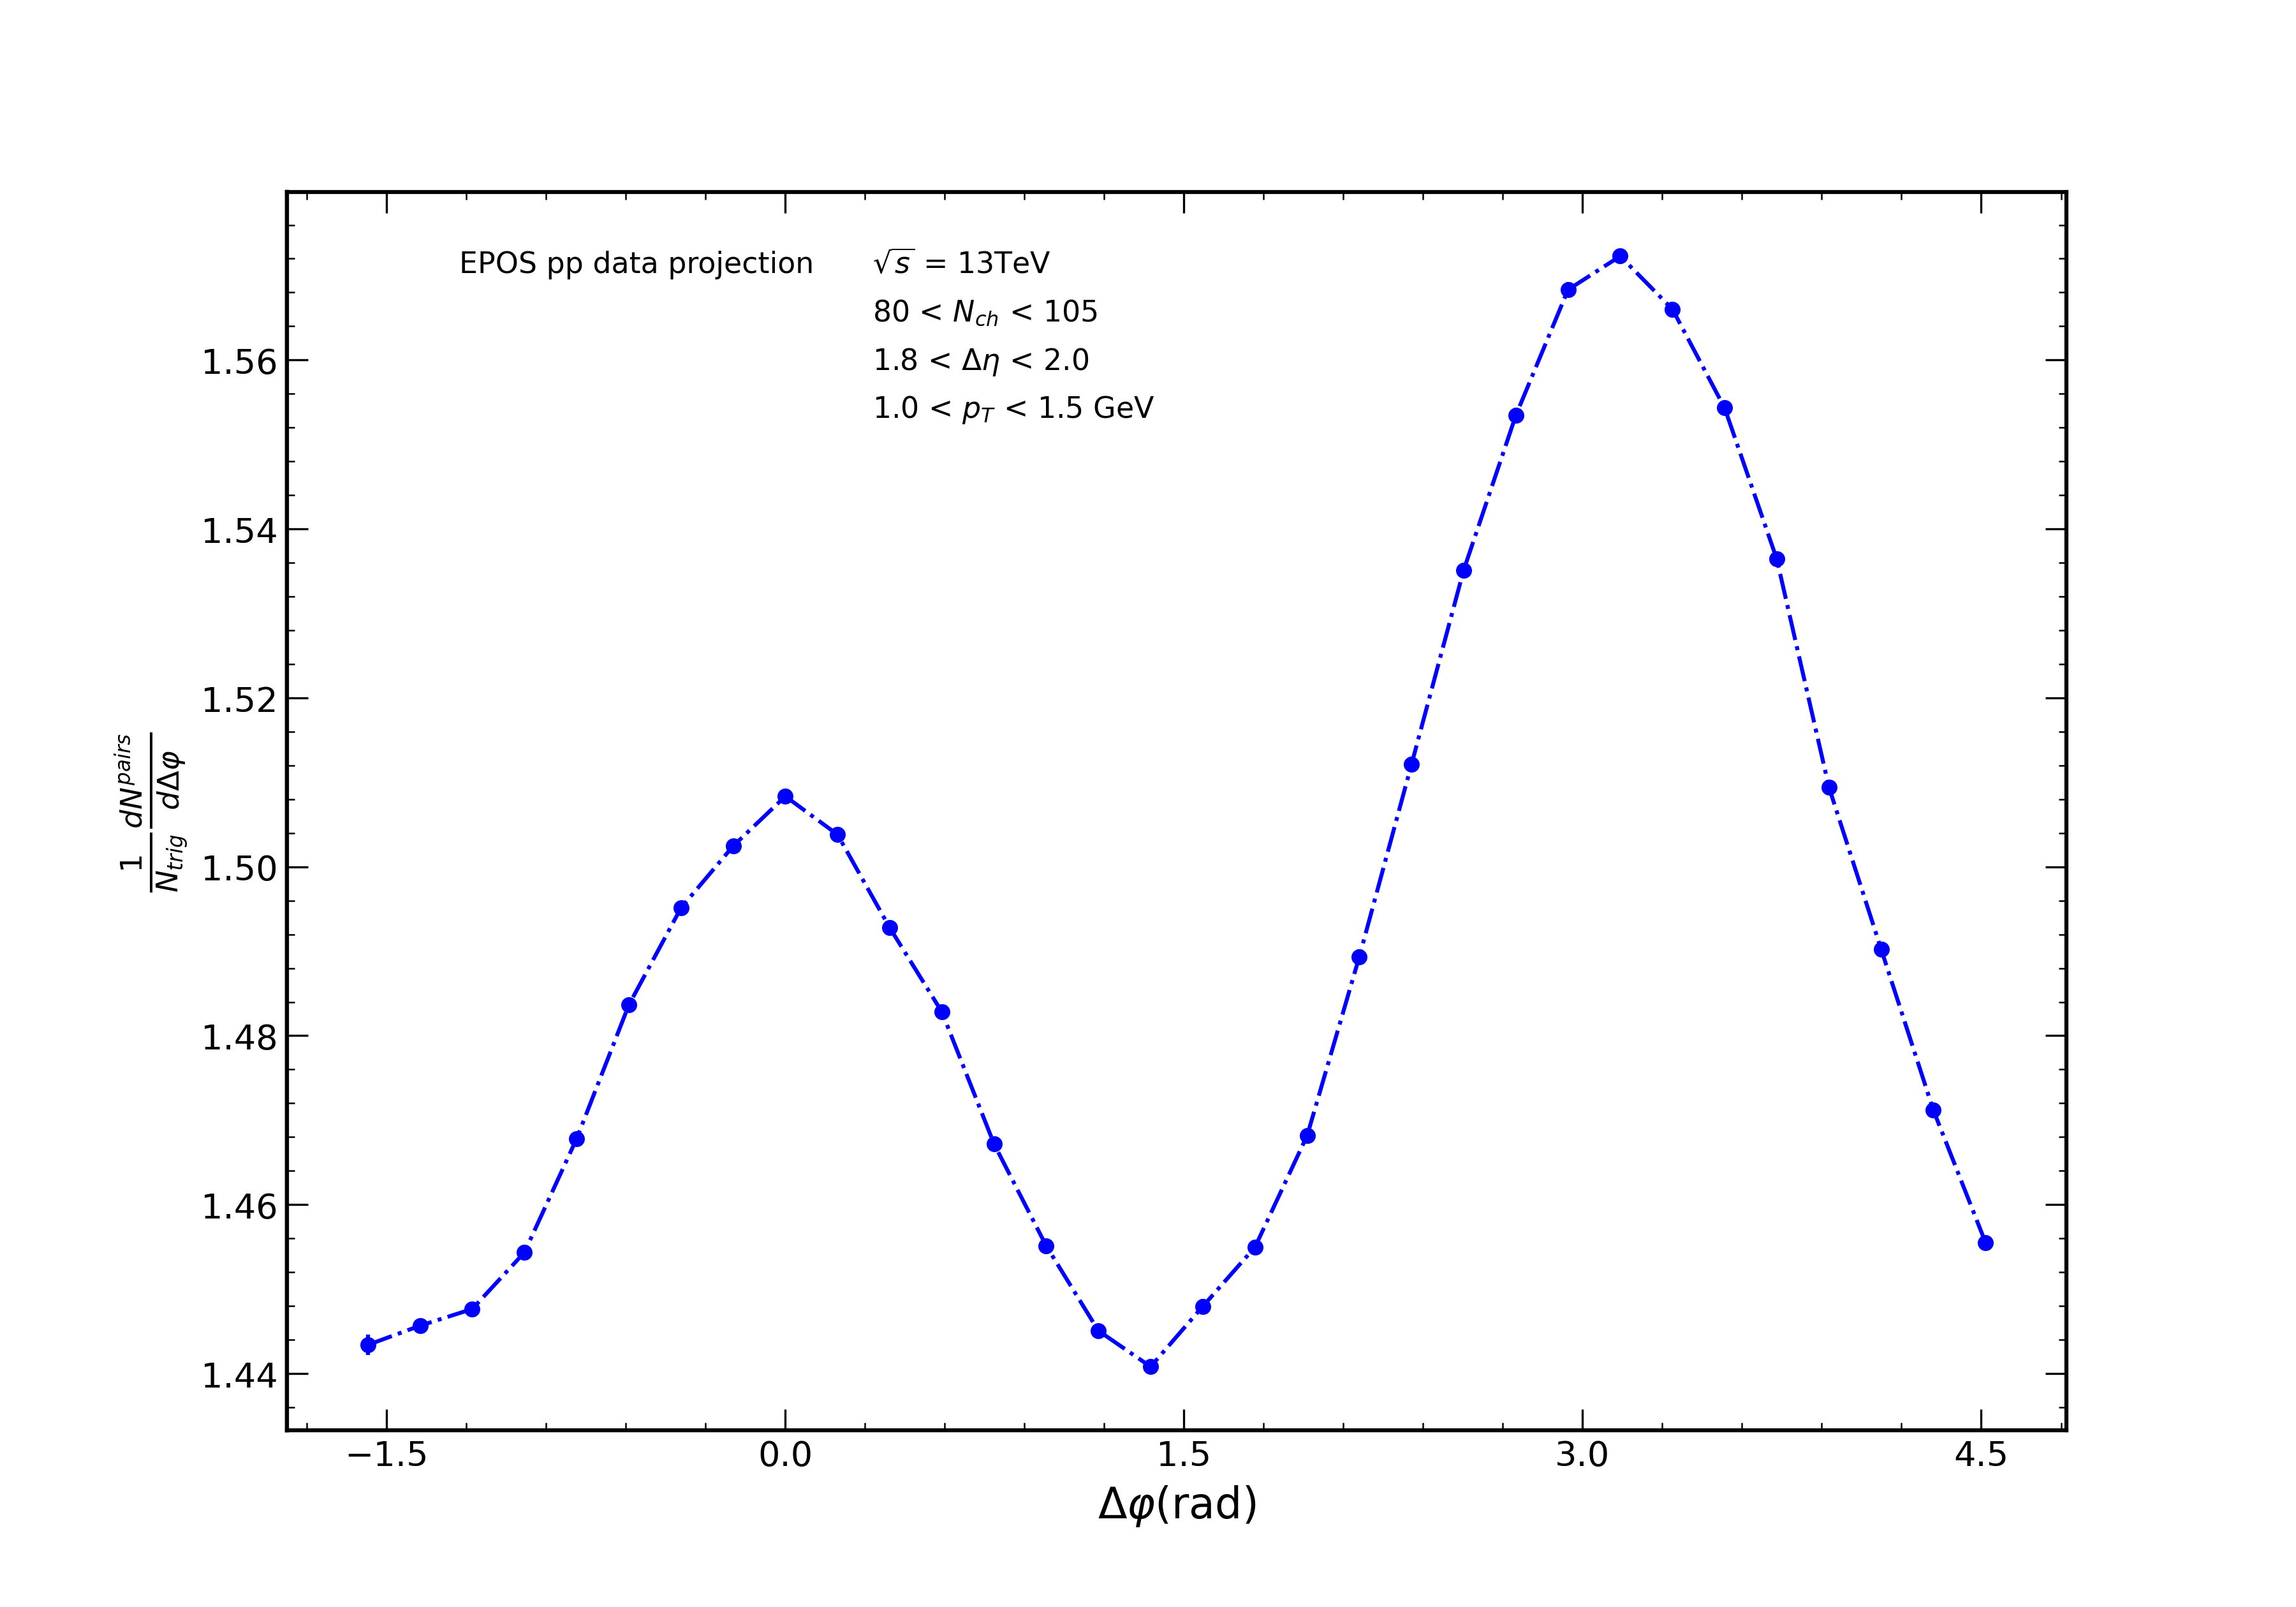 EPOS pp data projection √s = 13TeV
80 < N_ch < 105
1.8 < Δη < 2.0
1.0 < p_T < 1.5 GeV
1.56
1.54
1.52
1.50
1.48
1.46
1.44
1/N_trig dN^pairs/dΔφ
−1.5 0.0 1.5 3.0 4.5
Δφ(rad)